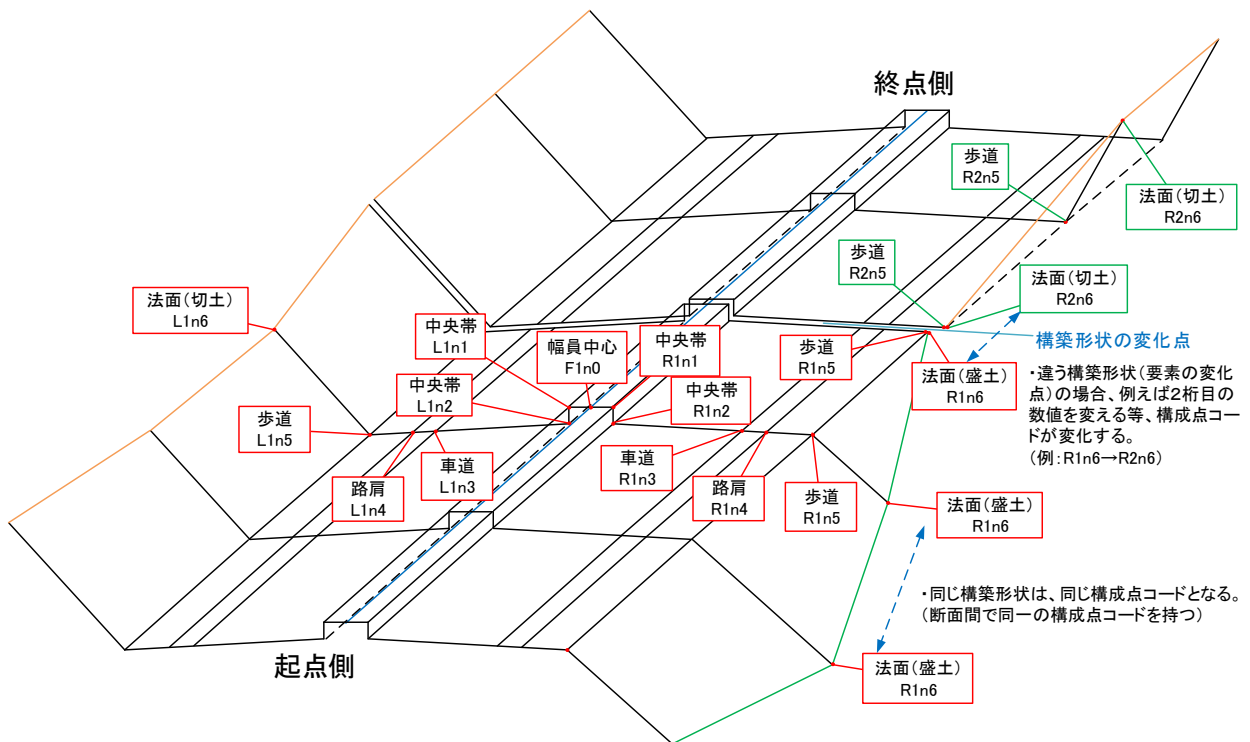 終点側
歩道
R2n5
法面(切土)
R2n6
歩道
R2n5
法面(切土)
R2n6
法面(切土)
L1n6
中央帯
L1n1
幅員中心
F1n0
中央帯
R1n1
歩道
R1n5
構築形状の変化点
法面(盛土)
R1n6
・違う構築形状(要素の変化
点)の場合、例えば2桁目の
数値を変える等、構成点コー
ドが変化する。
(例:R1n6→R2n6)
中央帯
L1n2
中央帯
R1n2
歩道
L1n5
車道
L1n3
路肩
L1n4
車道
R1n3
路肩
R1n4
歩道
R1n5
法面(盛土)
R1n6
・同じ構築形状は、同じ構成点コードとなる。
(断面間で同一の構成点コードを持つ)
起点側
法面(盛土)
R1n6